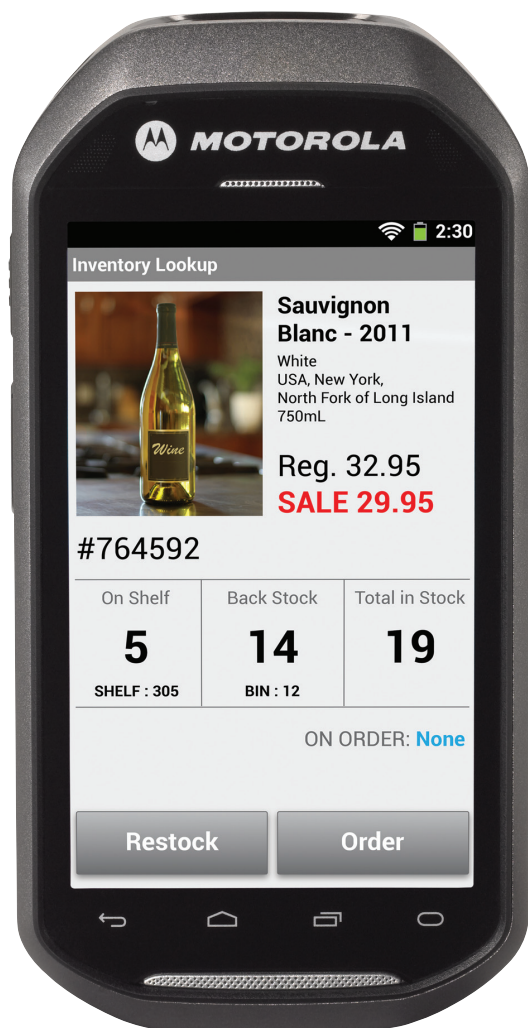 MOTOROLA
2:30
Inventory Lookup
Sauvignon
Blanc - 2011
White
USA, New York,
North Fork of Long Island
750mL
Wine
Reg. 32.95
SALE 29.95
#764592
On Shelf
Back Stock
Total in Stock
5
14
19
SHELF : 305
BIN : 12
ON ORDER: None
Restock
Order